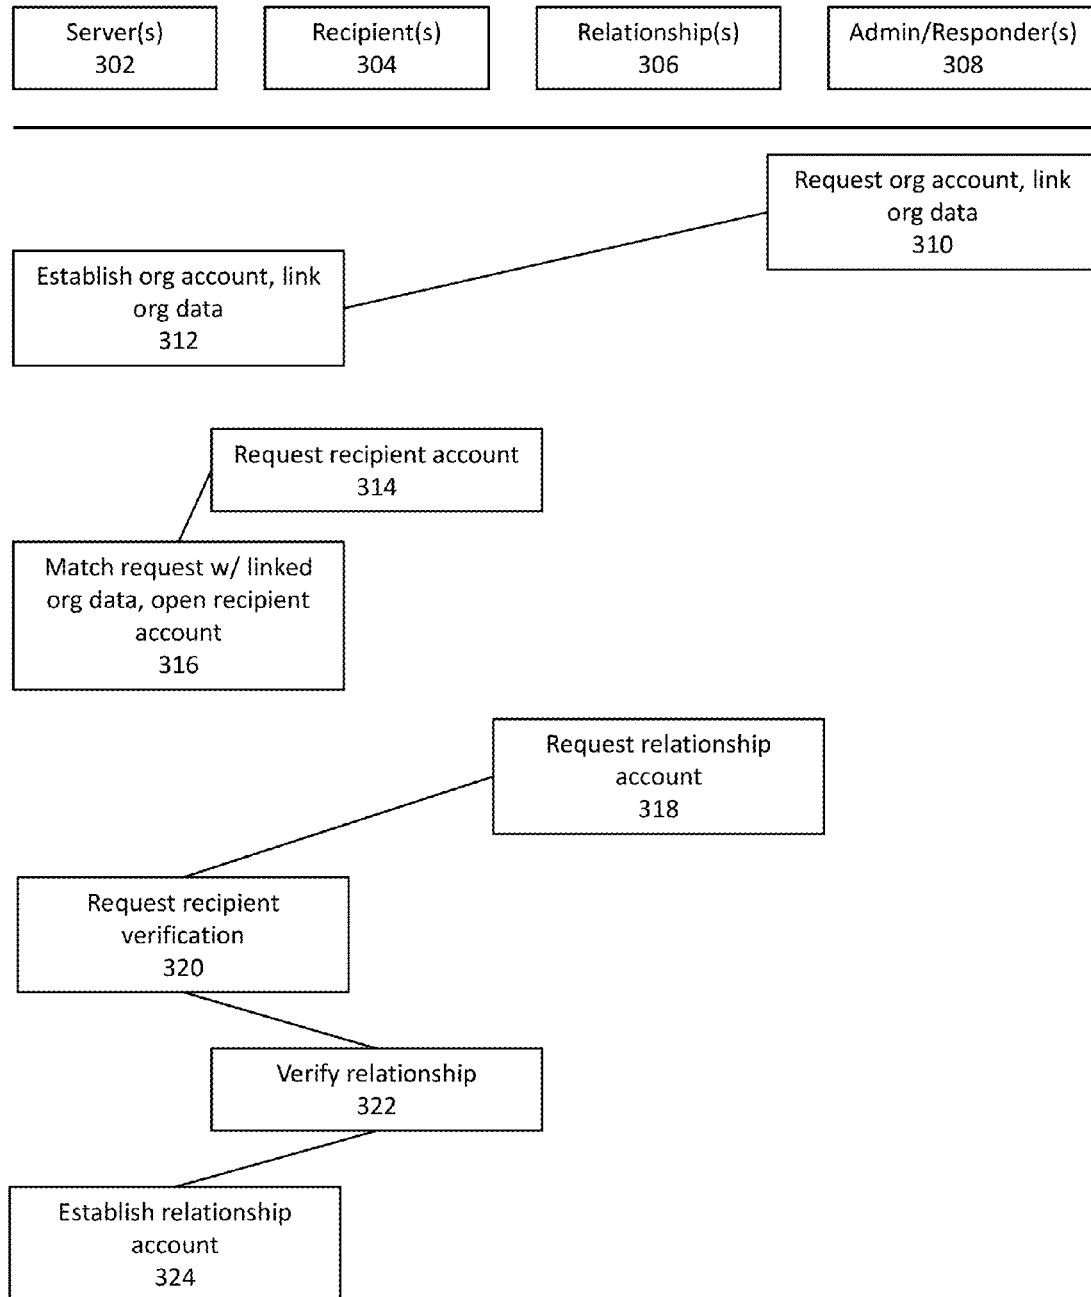 Server(s)
302
Recipient(s)
304
Relationship(s)
306
Admin/Responder(s)
308
Request org account, link
org data
310
Establish org account, link
org data
312
Request recipient account
314
Match request w/ linked
org data, open recipient
account
316
Request relationship
account
318
Request recipient
verification
320
Verify relationship
322
Establish relationship
account
324